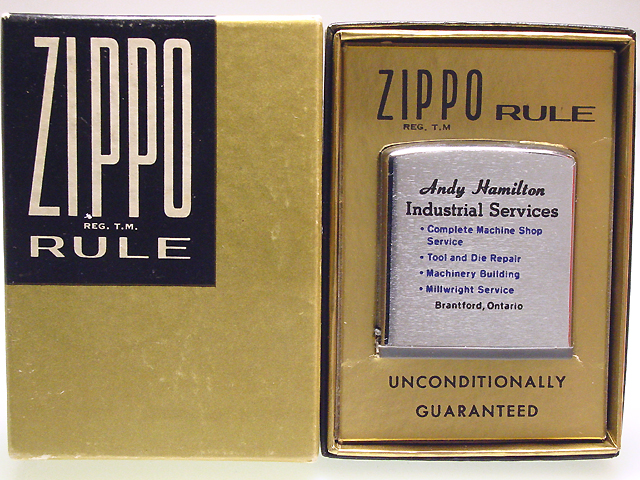 ZIPPO
REG. T.M.
RULE
ZIPPO RULE
REG. T.M
Andy Hamilton
Industrial Services
• Complete Machine Shop
Service
• Tool and Die Repair
• Machinery Building
• Millwright Service
Brantford, Ontario
UNCONDITIONALLY
GUARANTEED